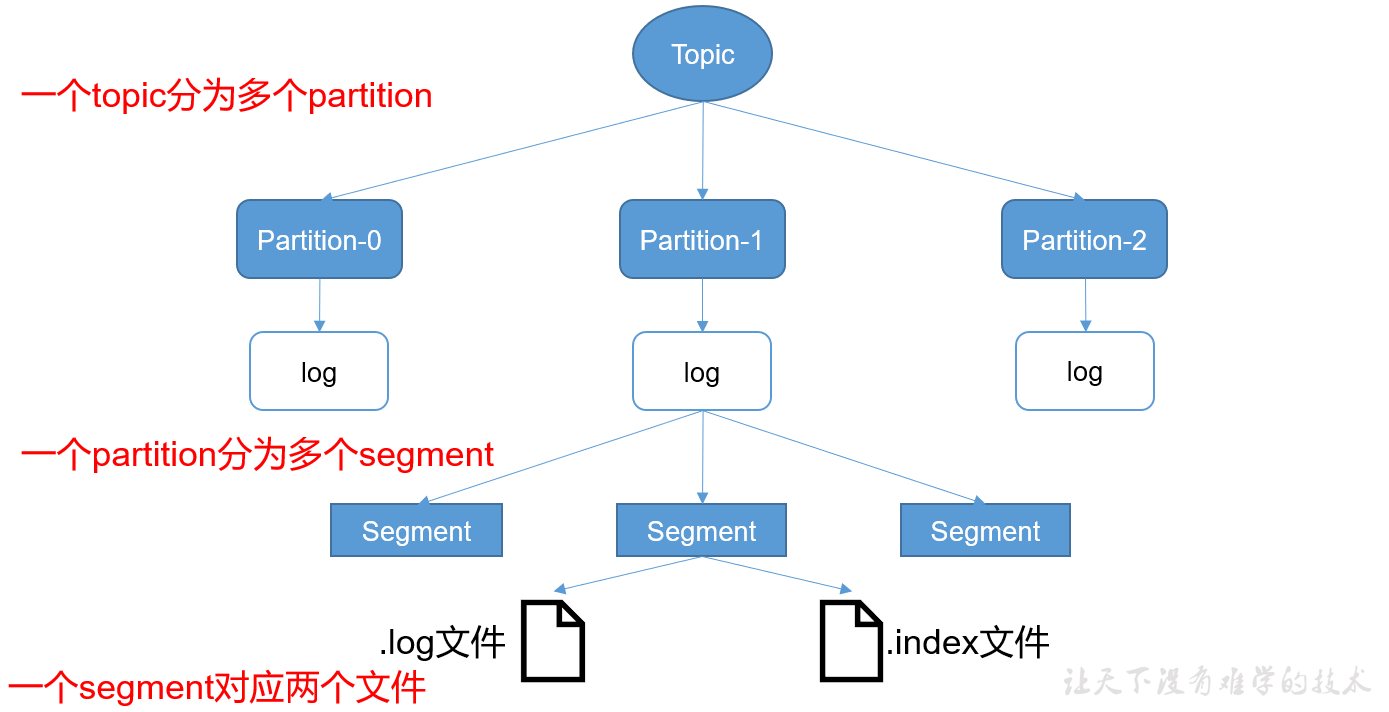 Topic
一个topic分为多个partition
Partition-0
Partition-1
Partition-2
log
log
log
一个partition分为多个segment
Segment
Segment
Segment
.log文件
.index文件
一个segment对应两个文件
让天下没有难学的技术